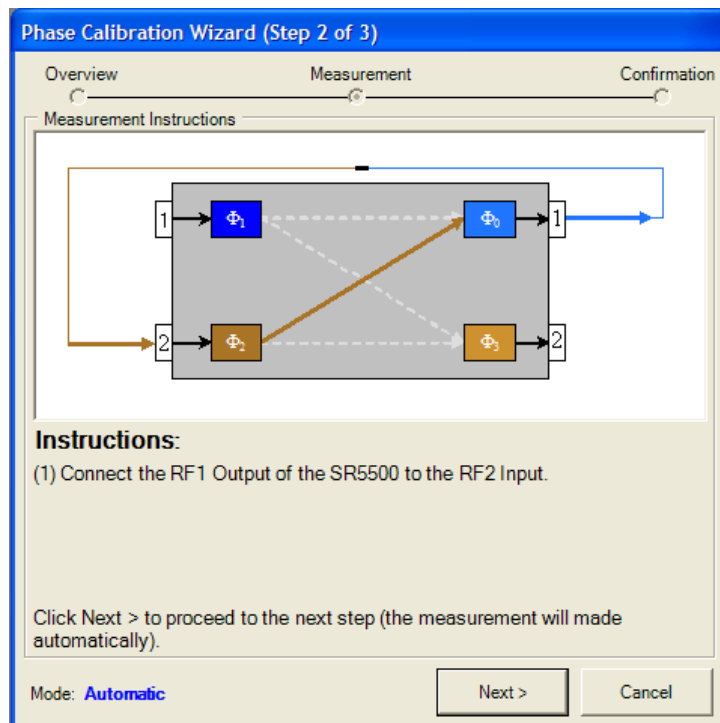 Phase Calibration Wizard (Step 2 of 3)
Overview Measurement Confirmation
Measurement Instructions
1 Φ1 Φ0 1
2 Φ2 Φ3 2
Instructions:
(1) Connect the RF1 Output of the SR5500 to the RF2 Input.
Click Next > to proceed to the next step (the measurement will made
automatically).
Mode: Automatic Next > Cancel